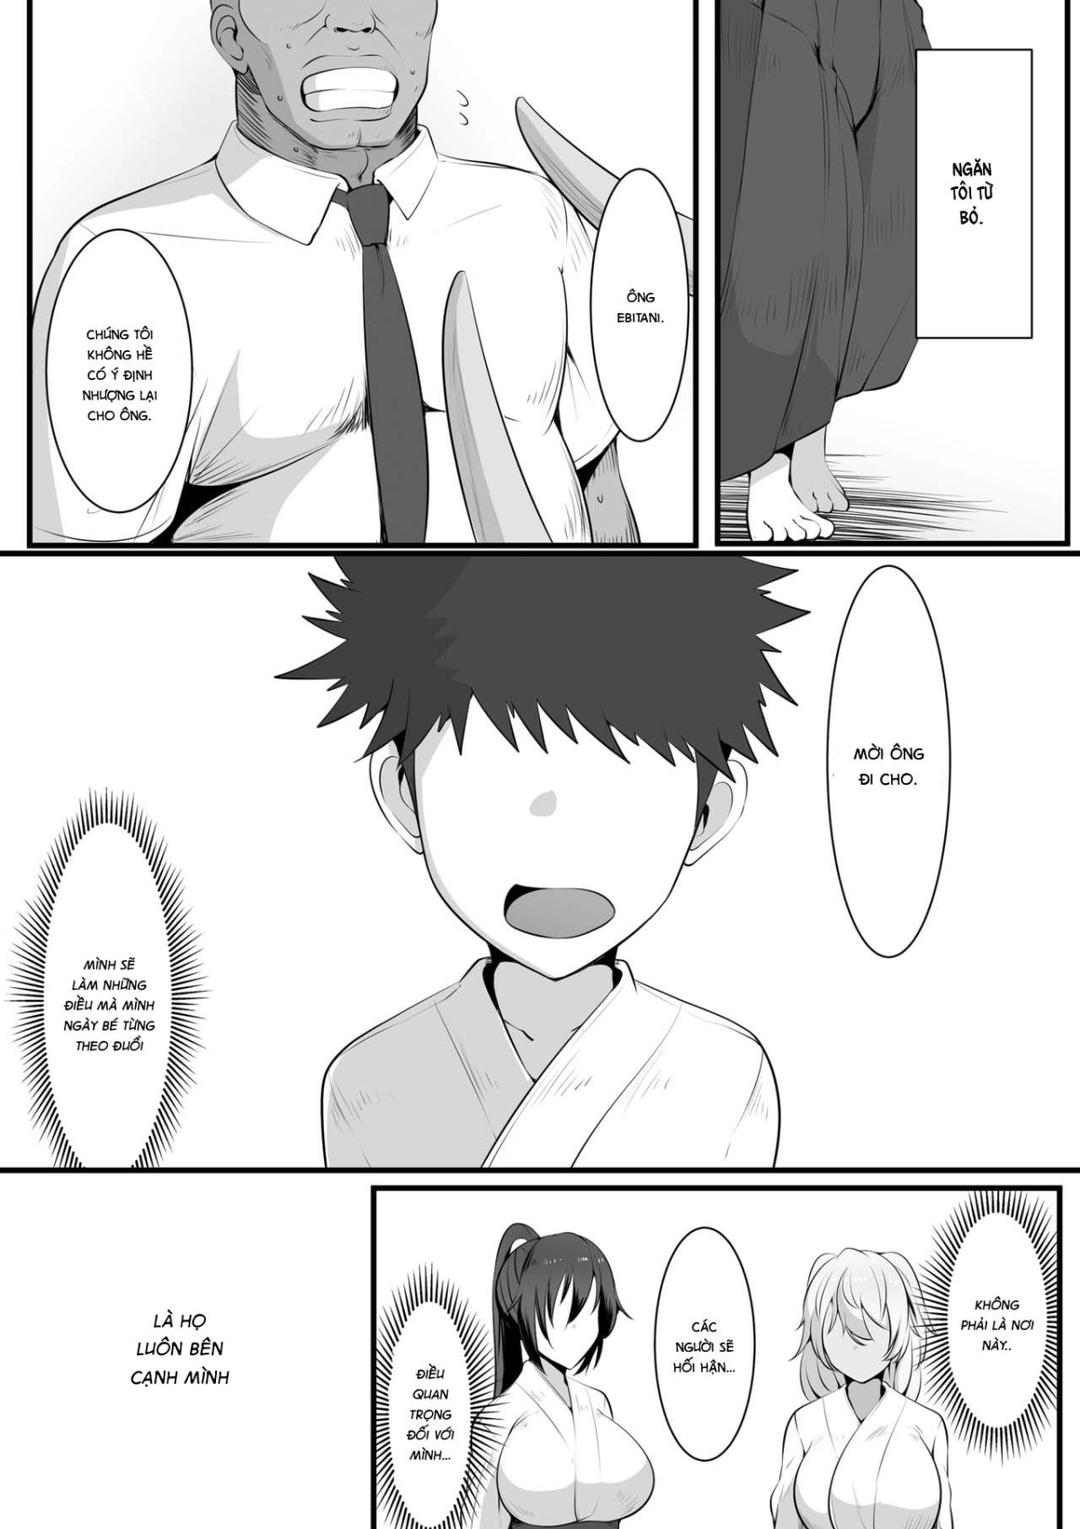 NGĂN
TÔI TỪ
BỎ.
ÔNG
EBITANI.
CHÚNG TÔI
KHÔNG HỀ
CÓ Ý ĐỊNH
NHƯỢNG LẠI
CHO ÔNG.
MỜI ÔNG
ĐI CHO.
MÌNH SẼ
LÀM NHỮNG
ĐIỀU MÀ MÌNH
NGÀY BÉ TỪNG
THEO ĐUỔI
KHÔNG
PHẢI LÀ NƠI
NÀY..
CÁC
NGƯỜI SẼ
HỐI HẬN...
ĐIỀU
QUAN
TRỌNG
ĐỐI VỚI
MÌNH...
LÀ HỌ
LUÔN BÊN
CẠNH MÌNH